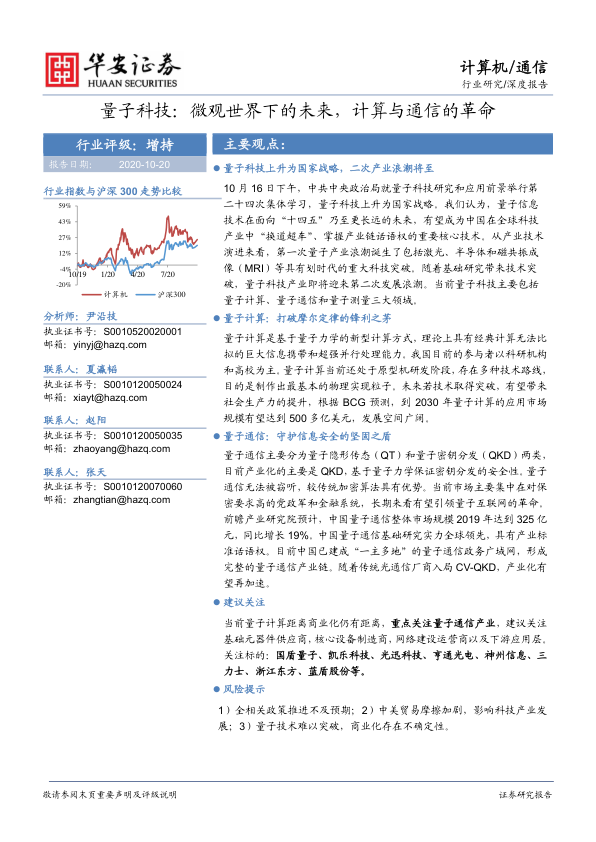 华安证券
HUAAN SECURITIES
计算机/通信
行业研究/深度报告
量子科技：微观世界下的未来，计算与通信的革命
行业评级：增持
报告日期： 2020-10-20
行业指数与沪深 300 走势比较
59%
43%
27%
12%
-4%
-20%
10/19 1/20 4/20 7/20
计算机 沪深300
分析师：尹沿技
执业证书号：S0010520020001
邮箱：yinyj@hazq.com
联系人：夏瀛韬
执业证书号：S0010120050024
邮箱：xiayt@hazq.com
联系人：赵阳
执业证书号：S0010120050035
邮箱：zhaoyang@hazq.com
联系人：张天
执业证书号：S0010120070060
邮箱：zhangtian@hazq.com
主要观点：
量子科技上升为国家战略，二次产业浪潮将至
10 月 16 日下午，中共中央政治局就量子科技研究和应用前景举行第
二十四次集体学习，量子科技上升为国家战略。我们认为，量子信息
技术在面向“十四五”乃至更长远的未来，有望成为中国在全球科技
产业中“换道超车”、掌握产业链话语权的重要核心技术。从产业技术
演进来看，第一次量子产业浪潮诞生了包括激光、半导体和磁共振成
像（MRI）等具有划时代的重大科技突破。随着基础研究带来技术突
破，量子科技产业即将迎来第二次发展浪潮。当前量子科技主要包括
量子计算、量子通信和量子测量三大领域。
量子计算：打破摩尔定律的锋利之茅
量子计算是基于量子力学的新型计算方式，理论上具有经典计算无法比
拟的巨大信息携带和超强并行处理能力。我国目前的参与者以科研机构
和高校为主。量子计算当前还处于原型机研发阶段，存在多种技术路线，
目的是制作出最基本的物理实现粒子。未来若技术取得突破，有望带来
社会生产力的提升。根据 BCG 预测，到 2030 年量子计算的应用市场
规模有望达到 500 多亿美元，发展空间广阔。
量子通信：守护信息安全的坚固之盾
量子通信主要分为量子隐形传态（QT）和量子密钥分发（QKD）两类，
目前产业化的主要是 QKD，基于量子力学保证密钥分发的安全性。量子
通信无法被窃听，较传统加密算法具有优势。当前市场主要集中在对保
密要求高的党政军和金融系统，长期来看有望引领量子互联网的革命。
前瞻产业研究院预计，中国量子通信整体市场规模 2019 年达到 325 亿
元，同比增长 19%。中国量子通信基础研究实力全球领先，具有产业标
准话语权。目前中国已建成“一主多地”的量子通信政务广域网，形成
完整的量子通信产业链。随着传统光通信厂商入局 CV-QKD，产业化有
望再加速。
建议关注
当前量子计算距离商业化仍有距离，重点关注量子通信产业，建议关注
基础元器件供应商，核心设备制造商，网络建设运营商以及下游应用层。
关注标的：国盾量子、凯乐科技、光迅科技、亨通光电、神州信息、三
力士、浙江东方、蓝盾股份等。
风险提示
1）全相关政策推进不及预期；2）中美贸易摩擦加剧，影响科技产业发
展；3）量子技术难以突破，商业化存在不确定性。
敬请参阅末页重要声明及评级说明
证券研究报告